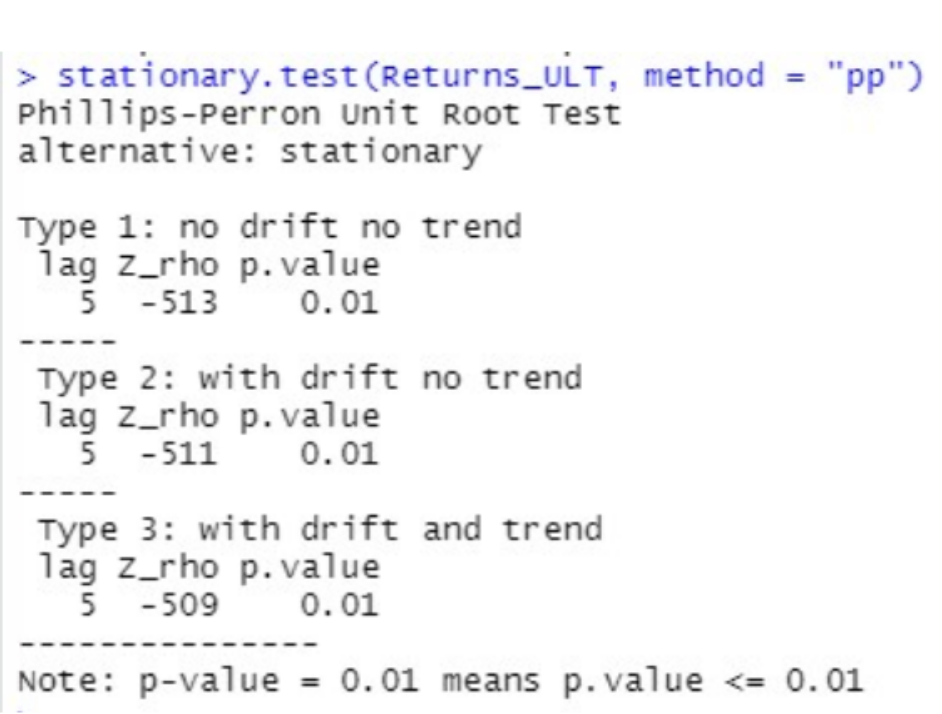 > stationary.test(Returns_ULT, method = "pp")
Phillips-Perron Unit Root Test
alternative: stationary

Type 1: no drift no trend
 lag Z_rho p.value
   5  -513    0.01
-----
 Type 2: with drift no trend
 lag Z_rho p.value
   5  -511    0.01
-----
 Type 3: with drift and trend
 lag Z_rho p.value
   5  -509    0.01
---------------
Note: p-value = 0.01 means p.value <= 0.01